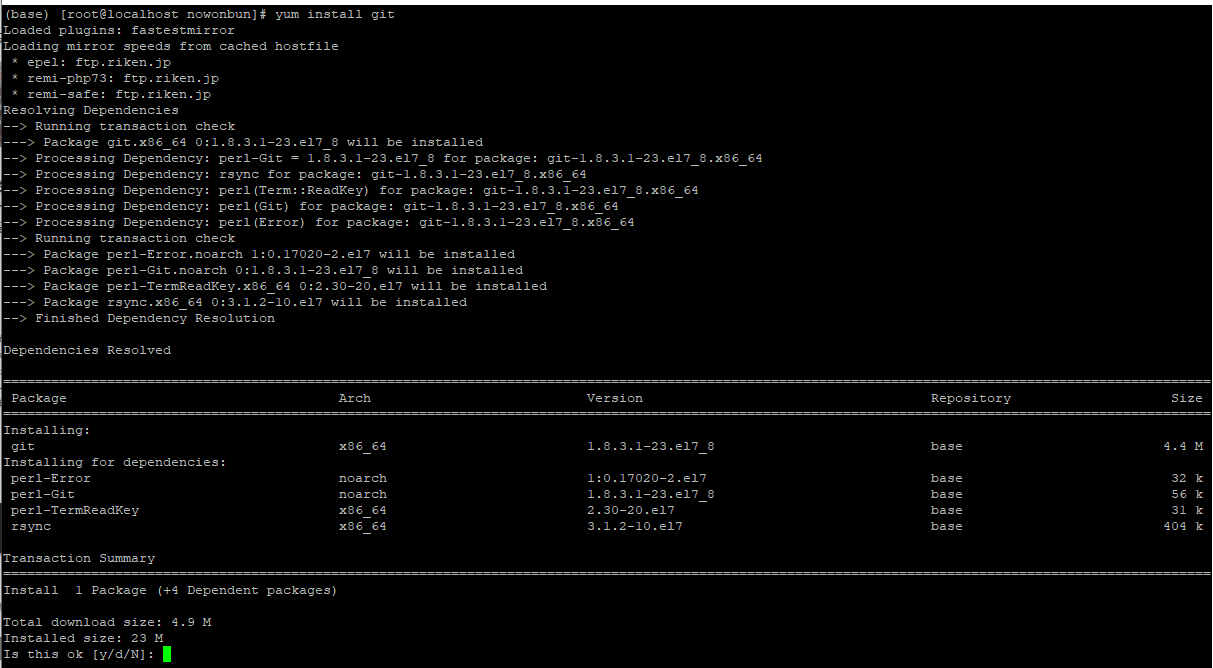 (base) [root@localhost nowonbun]# yum install git
Loaded plugins: fastestmirror
Loading mirror speeds from cached hostfile
 * epel: ftp.riken.jp
 * remi-php73: ftp.riken.jp
 * remi-safe: ftp.riken.jp
Resolving Dependencies
--> Running transaction check
---> Package git.x86_64 0:1.8.3.1-23.el7_8 will be installed
--> Processing Dependency: perl-Git = 1.8.3.1-23.el7_8 for package: git-1.8.3.1-23.el7_8.x86_64
--> Processing Dependency: rsync for package: git-1.8.3.1-23.el7_8.x86_64
--> Processing Dependency: perl(Term::ReadKey) for package: git-1.8.3.1-23.el7_8.x86_64
--> Processing Dependency: perl(Git) for package: git-1.8.3.1-23.el7_8.x86_64
--> Processing Dependency: perl(Error) for package: git-1.8.3.1-23.el7_8.x86_64
--> Running transaction check
---> Package perl-Error.noarch 1:0.17020-2.el7 will be installed
---> Package perl-Git.noarch 0:1.8.3.1-23.el7_8 will be installed
---> Package perl-TermReadKey.x86_64 0:2.30-20.el7 will be installed
---> Package rsync.x86_64 0:3.1.2-10.el7 will be installed
--> Finished Dependency Resolution
Dependencies Resolved
Package Arch Version Repository Size
Installing:
git x86_64 1.8.3.1-23.el7_8 base 4.4 M
Installing for dependencies:
perl-Error noarch 1:0.17020-2.el7 base 32 k
perl-Git noarch 1.8.3.1-23.el7_8 base 56 k
perl-TermReadKey x86_64 2.30-20.el7 base 31 k
rsync x86_64 3.1.2-10.el7 base 404 k
Transaction Summary
Install  1 Package (+4 Dependent packages)
Total download size: 4.9 M
Installed size: 23 M
Is this ok [y/d/N]: